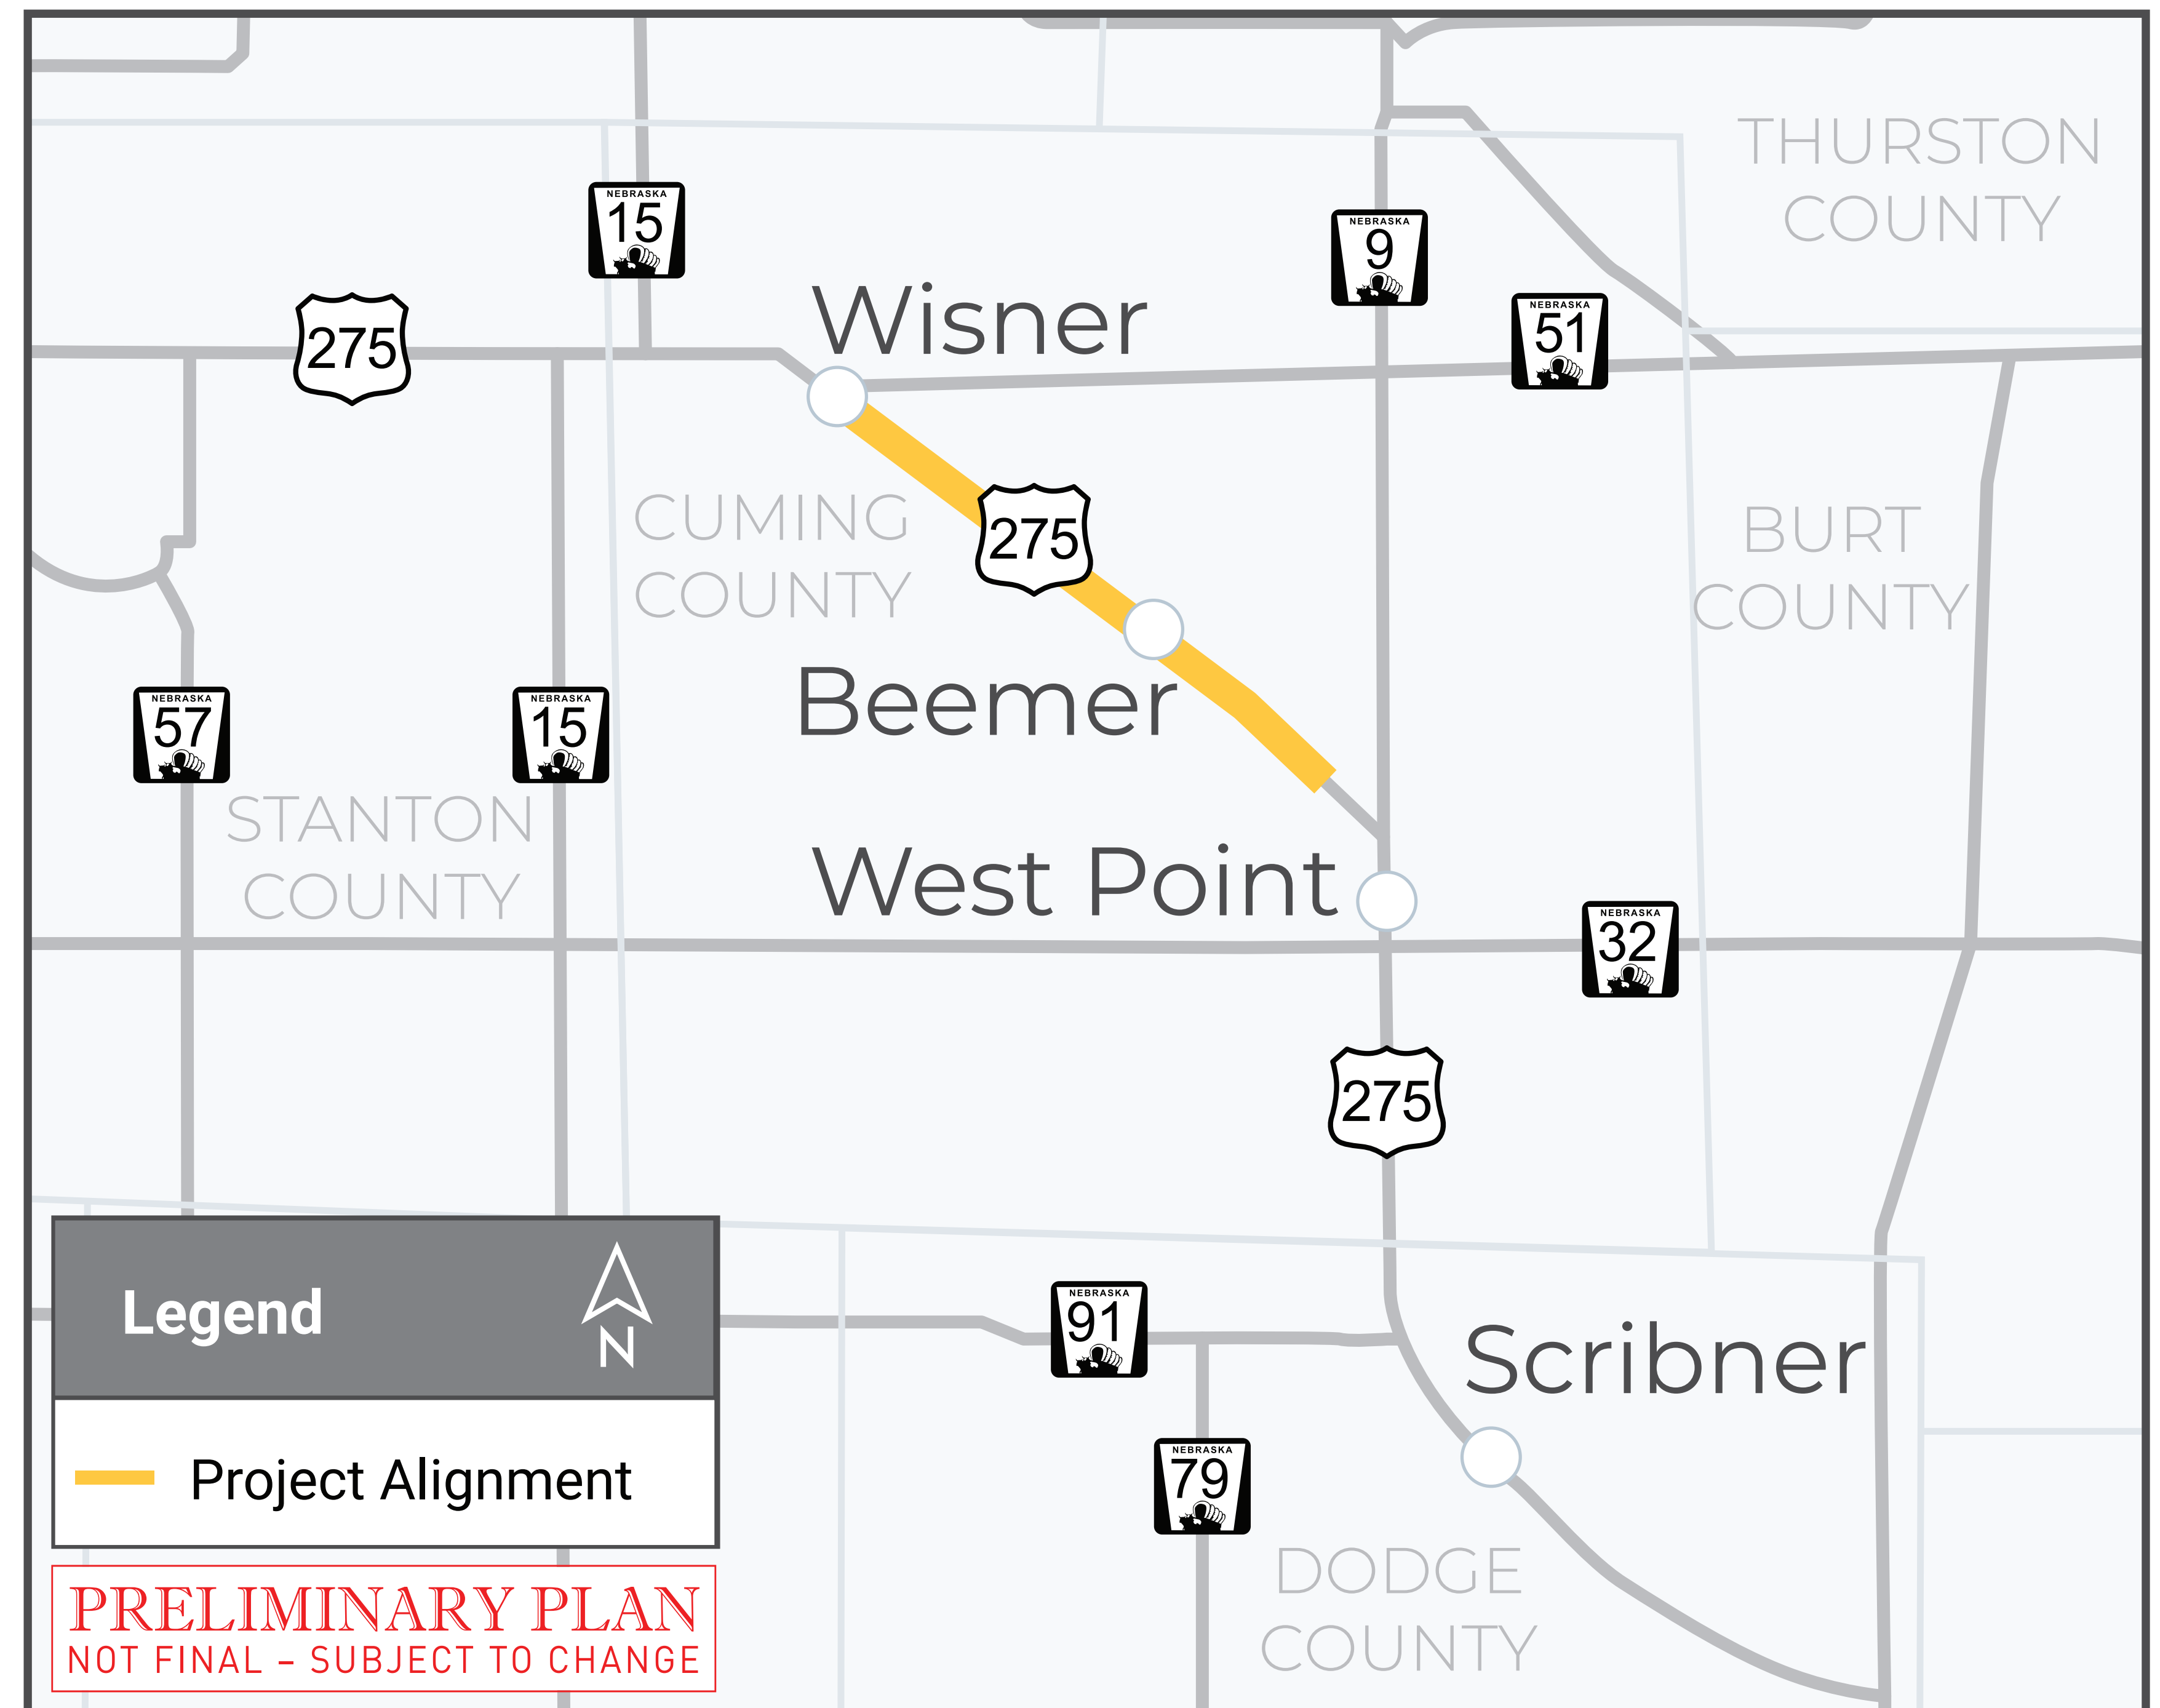 THURSTON
COUNTY
NEBRASKA
15
NEBRASKA
9
NEBRASKA
51
275
Wisner
CUMING
COUNTY
275
BURT
COUNTY
Beemer
NEBRASKA
57
NEBRASKA
15
STANTON
COUNTY
West Point
NEBRASKA
32
275
Legend
N
Project Alignment
NEBRASKA
91
Scribner
NEBRASKA
79
DODGE
COUNTY
PRELIMINARY PLAN
NOT FINAL – SUBJECT TO CHANGE